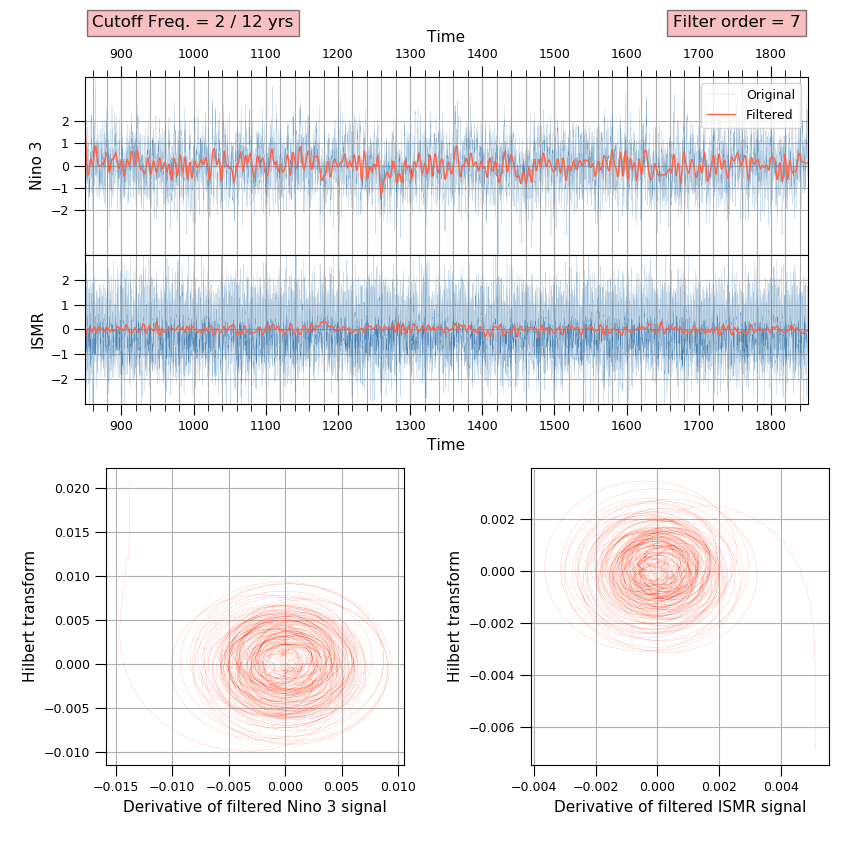 Cutoff Freq. = 2 / 12 yrs
Filter order = 7
Time
900 1000 1100 1200 1300 1400 1500 1600 1700 1800
Original
Filtered
Nino 3
2
1
0
−1
−2
ISMR
2
1
0
−1
−2
900 1000 1100 1200 1300 1400 1500 1600 1700 1800
Time
Hilbert transform
0.020
0.015
0.010
0.005
0.000
−0.005
−0.010
−0.015 −0.010 −0.005 0.000 0.005 0.010
Derivative of filtered Nino 3 signal
Hilbert transform
0.002
0.000
−0.002
−0.004
−0.006
−0.004 −0.002 0.000 0.002 0.004
Derivative of filtered ISMR signal